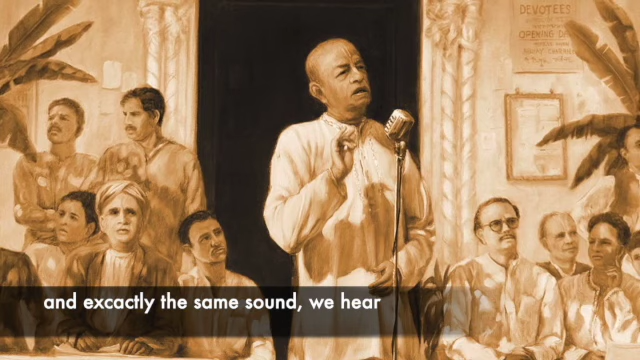 DEVOTEES
OPENING
and excactly the same sound, we hear